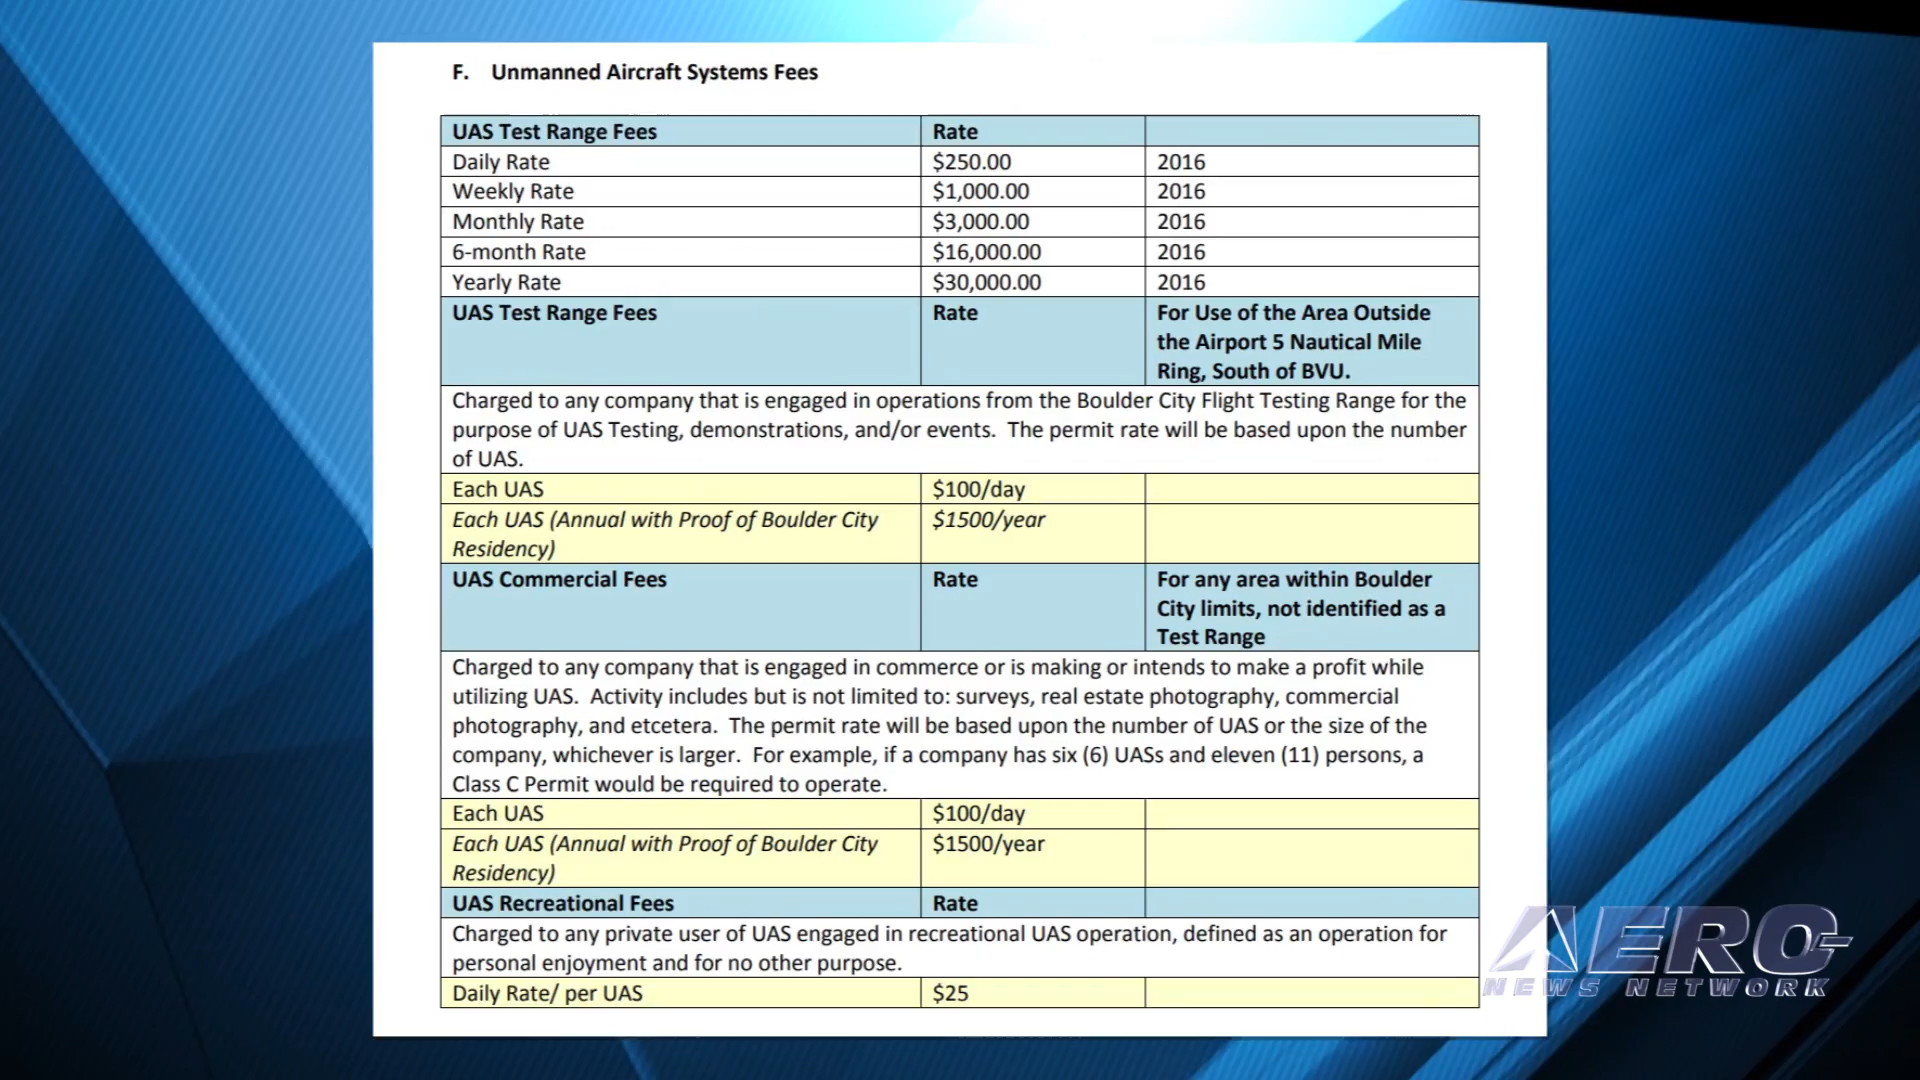 F. Unmanned Aircraft Systems Fees
UAS Test Range Fees Rate
Daily Rate $250.00 2016
Weekly Rate $1,000.00 2016
Monthly Rate $3,000.00 2016
6-month Rate $16,000.00 2016
Yearly Rate $30,000.00 2016
UAS Test Range Fees Rate For Use of the Area Outside
the Airport 5 Nautical Mile
Ring, South of BVU.
Charged to any company that is engaged in operations from the Boulder City Flight Testing Range for the
purpose of UAS Testing, demonstrations, and/or events. The permit rate will be based upon the number
of UAS.
Each UAS $100/day
Each UAS (Annual with Proof of Boulder City $1500/year
Residency)
UAS Commercial Fees Rate For any area within Boulder
City limits, not identified as a
Test Range
Charged to any company that is engaged in commerce or is making or intends to make a profit while
utilizing UAS. Activity includes but is not limited to: surveys, real estate photography, commercial
photography, and etcetera. The permit rate will be based upon the number of UAS or the size of the
company, whichever is larger. For example, if a company has six (6) UASs and eleven (11) persons, a
Class C Permit would be required to operate.
Each UAS $100/day
Each UAS (Annual with Proof of Boulder City $1500/year
Residency)
UAS Recreational Fees Rate
Charged to any private user of UAS engaged in recreational UAS operation, defined as an operation for
personal enjoyment and for no other purpose.
Daily Rate/ per UAS $25
AERO-
NEWS NETWORK